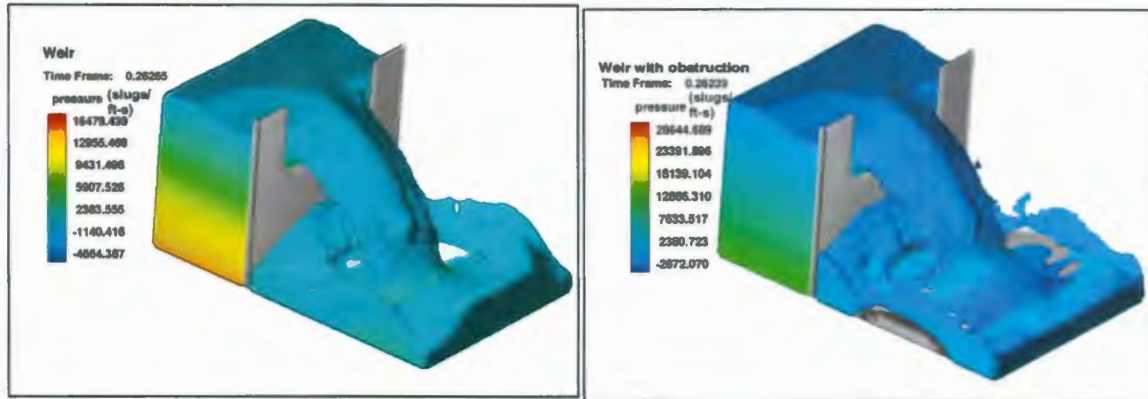 Weir
Time Frame: 0.26265
pressure (slugs/
ft-s)
16479.439
12955.468
9431.496
5907.526
2383.555
-1140.416
-4664.387
Weir with obstruction
Time Frame: 0.26239
pressure (slugs/
ft-s)
28644.689
23391.896
18139.104
12886.310
7633.517
2380.723
-2872.070